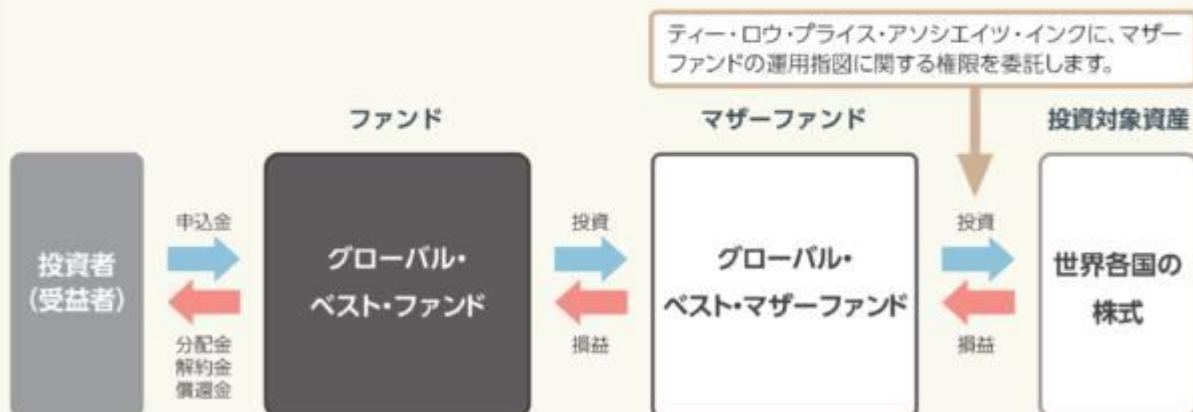 ティー・ロウ・プライス・アソシエイツ・インクに、マザー
ファンドの運用指図に関する権限を委託します。
ファンド
マザーファンド
投資対象資産
投資者
(受益者)
申込金
分配金
解約金
償還金
グローバル・
ベスト・ファンド
投資
損益
グローバル・
ベスト・マザーファンド
投資
損益
世界各国の
株式